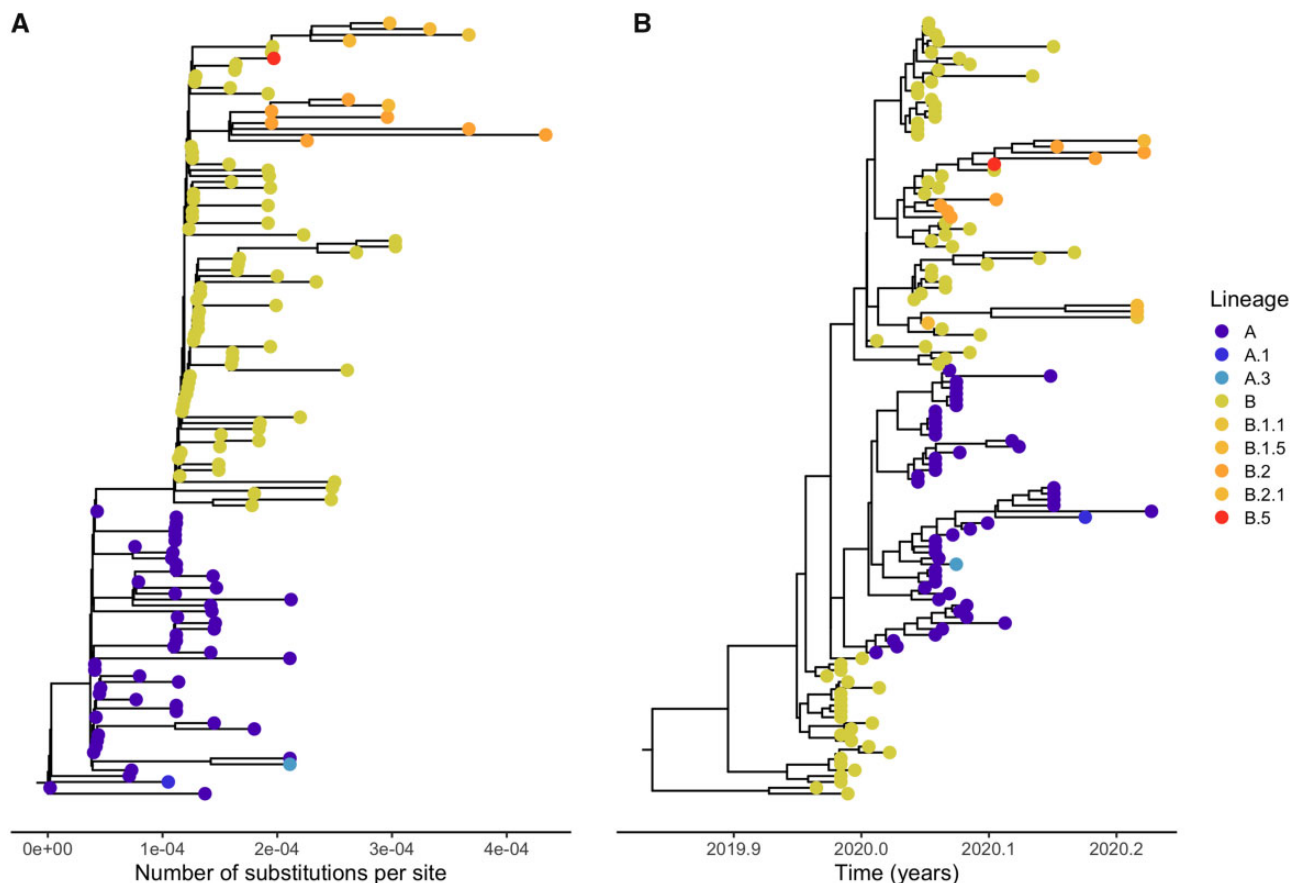 A
B
Lineage
A
A.1
A.3
B
B.1.1
B.1.5
B.2
B.2.1
B.5
0e+00 1e-04 2e-04 3e-04 4e-04
Number of substitutions per site
2019.9 2020.0 2020.1 2020.2
Time (years)